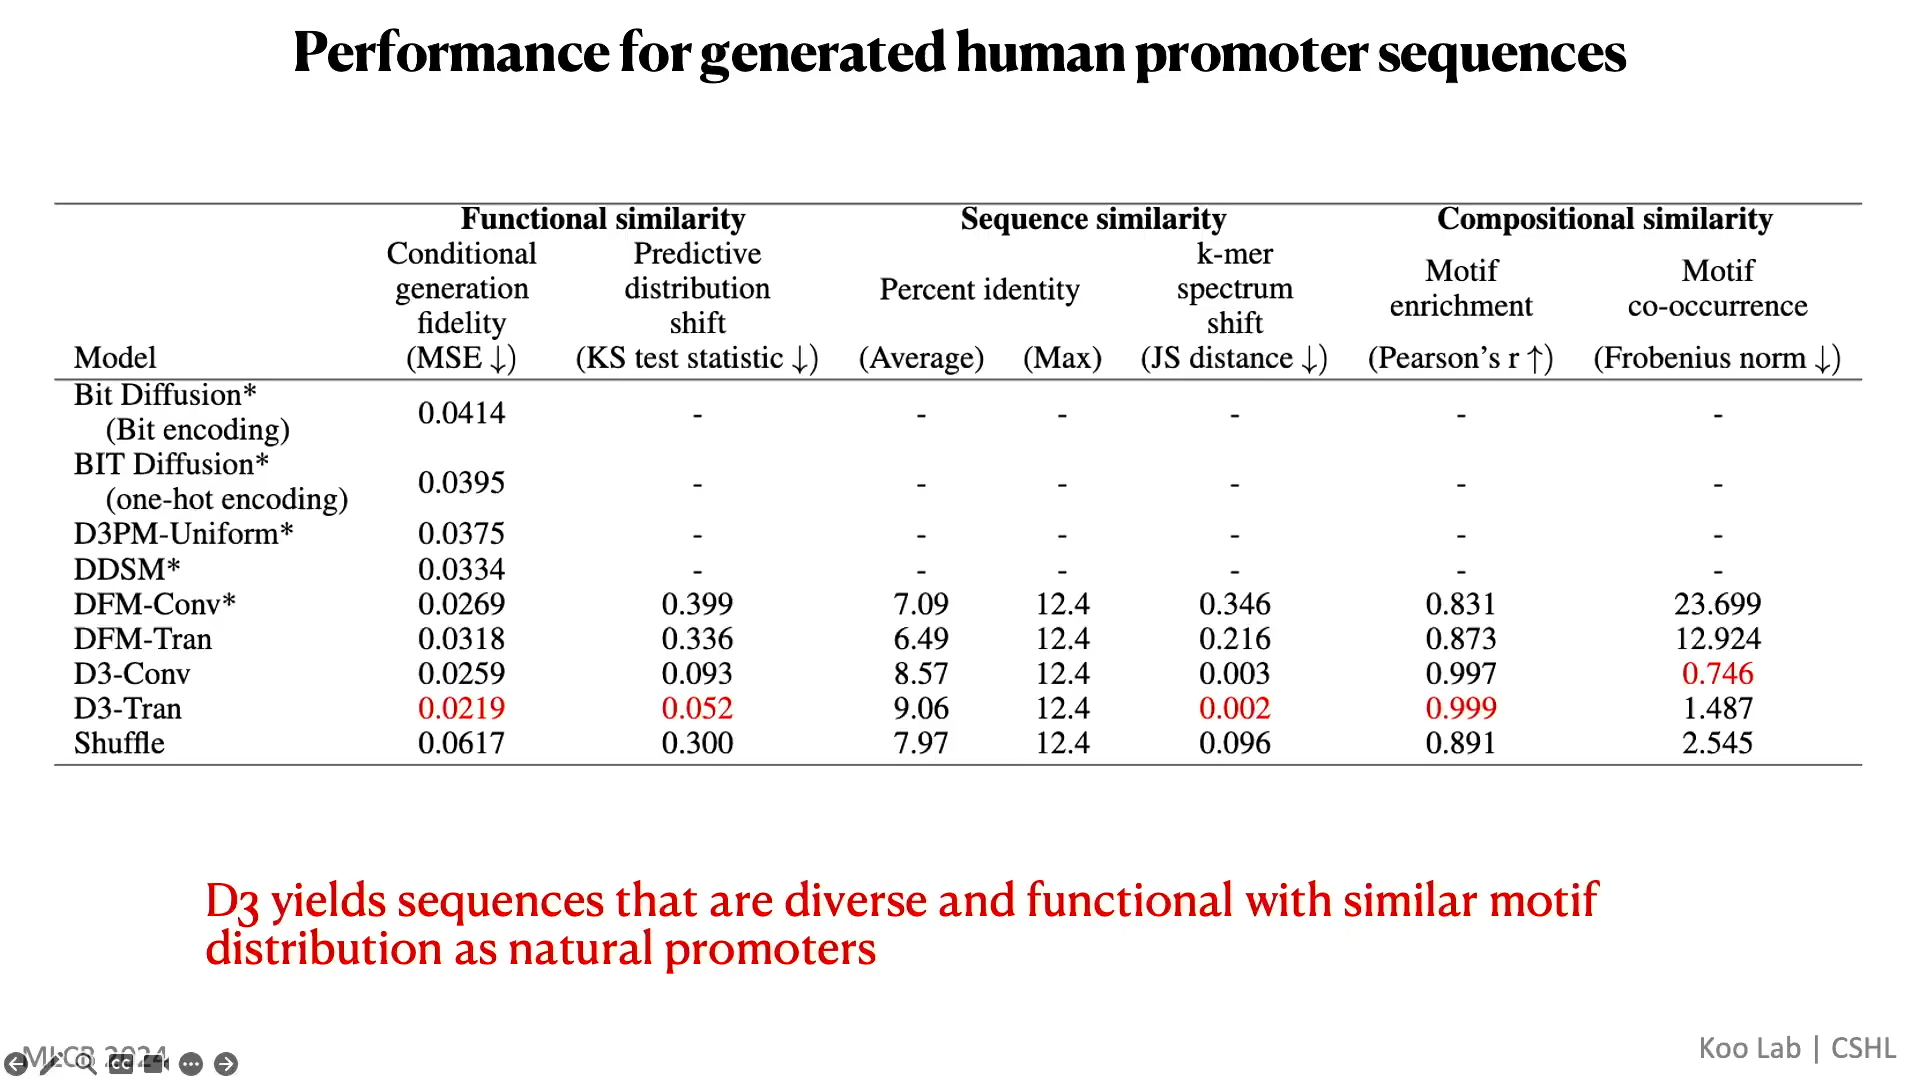 Performance for generated human promoter sequences
Functional similarity Sequence similarity Compositional similarity
Conditional generation fidelity Predictive distribution shift Percent identity k-mer spectrum shift Motif enrichment Motif co-occurrence
Model (MSE ↓) (KS test statistic ↓) (Average) (Max) (JS distance ↓) (Pearson's r ↑) (Frobenius norm ↓)
Bit Diffusion*
(Bit encoding) 0.0414 - - - - - -
BIT Diffusion*
(one-hot encoding) 0.0395 - - - - - -
D3PM-Uniform* 0.0375 - - - - - -
DDSM* 0.0334 - - - - - -
DFM-Conv* 0.0269 0.399 7.09 12.4 0.346 0.831 23.699
DFM-Tran 0.0318 0.336 6.49 12.4 0.216 0.873 12.924
D3-Conv 0.0259 0.093 8.57 12.4 0.003 0.997 0.746
D3-Tran 0.0219 0.052 9.06 12.4 0.002 0.999 1.487
Shuffle 0.0617 0.300 7.97 12.4 0.096 0.891 2.545
D3 yields sequences that are diverse and functional with similar motif
distribution as natural promoters
MLCB 2024
CC
Koo Lab | CSHL